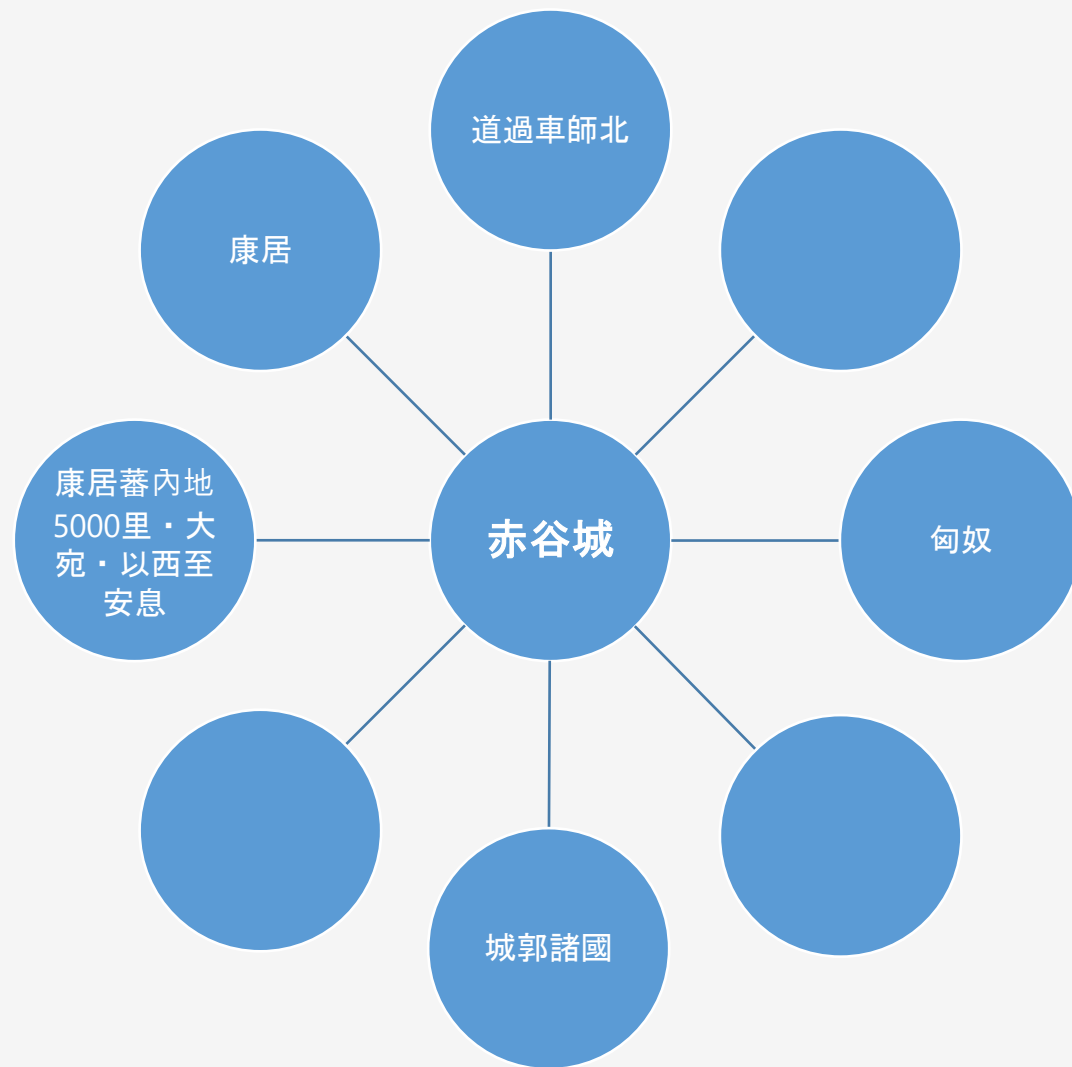 道過車師北
康居
康居蕃內地
5000里・大
宛・以西至
安息
赤谷城
匈奴
城郭諸國